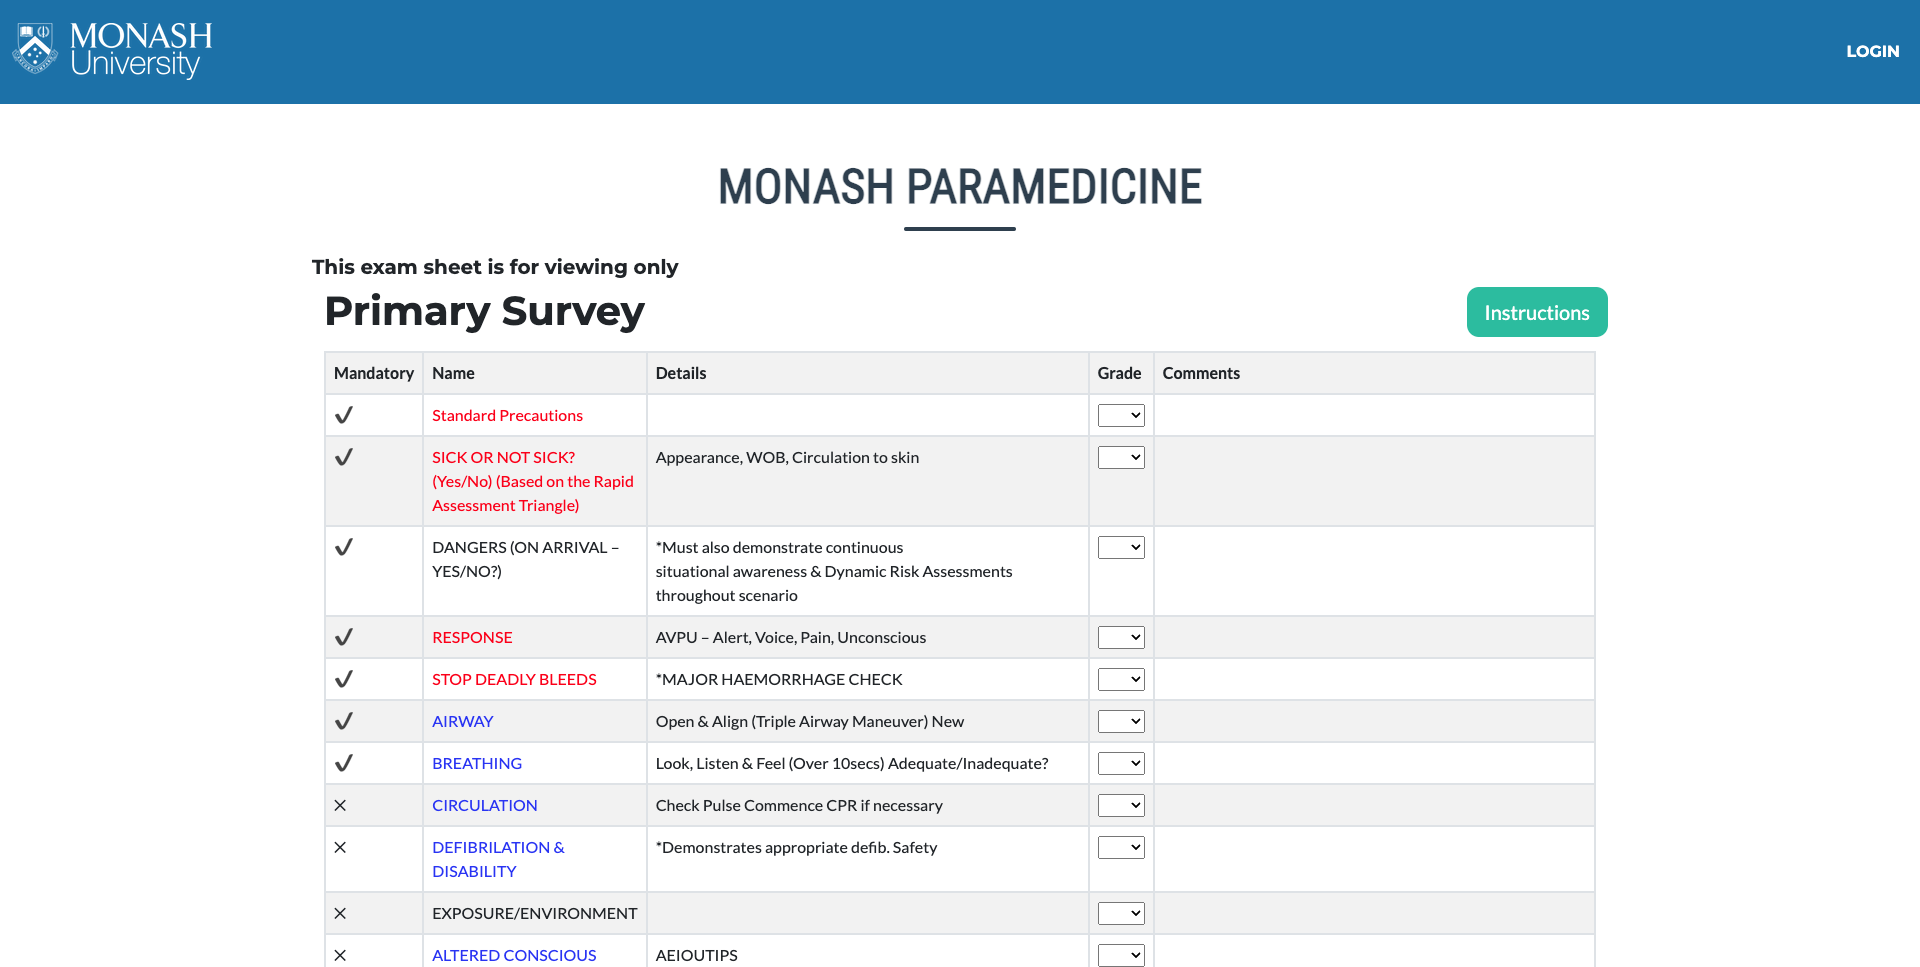 MONASH
University
LOGIN
MONASH PARAMEDICINE
This exam sheet is for viewing only
Primary Survey
Instructions
Mandatory Name Details Grade Comments
✔ Standard Precautions
✔ SICK OR NOT SICK? Appearance, WOB, Circulation to skin
(Yes/No) (Based on the Rapid
Assessment Triangle)
✔ DANGERS (ON ARRIVAL – *Must also demonstrate continuous
YES/NO?) situational awareness & Dynamic Risk Assessments
throughout scenario
✔ RESPONSE AVPU – Alert, Voice, Pain, Unconscious
✔ STOP DEADLY BLEEDS *MAJOR HAEMORRHAGE CHECK
✔ AIRWAY Open & Align (Triple Airway Maneuver) New
✔ BREATHING Look, Listen & Feel (Over 10secs) Adequate/Inadequate?
✕ CIRCULATION Check Pulse Commence CPR if necessary
✕ DEFIBRILATION & *Demonstrates appropriate defib. Safety
DISABILITY
✕ EXPOSURE/ENVIRONMENT
✕ ALTERED CONSCIOUS AEIOUTIPS